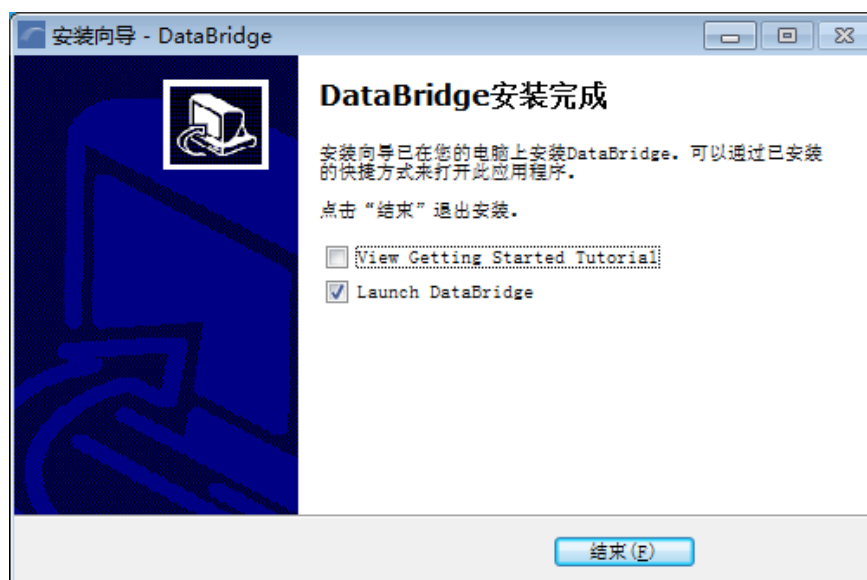 安装向导 - DataBridge
DataBridge安装完成
安装向导已在您的电脑上安装DataBridge. 可以通过已安装
的快捷方式来打开此应用程序.
点击“结束”退出安装.
View Getting Started Tutorial
Launch DataBridge
结束(F)